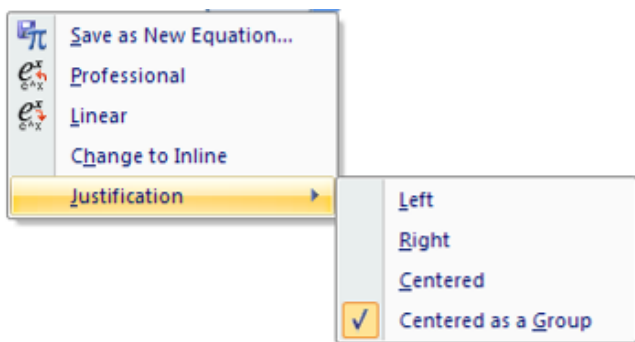 Save as New Equation...
Professional
Linear
Change to Inline
Justification
Left
Right
Centered
Centered as a Group